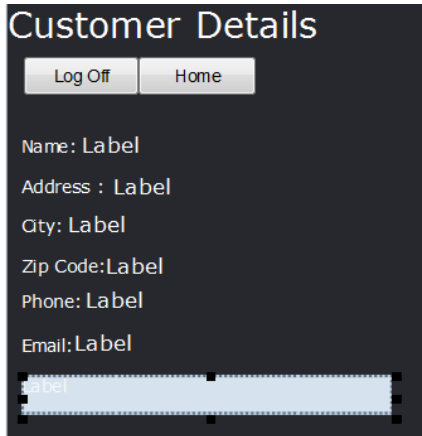 Customer Details
Log Off Home
Name: Label
Address : Label
City: Label
Zip Code:Label
Phone: Label
Email:Label
Label